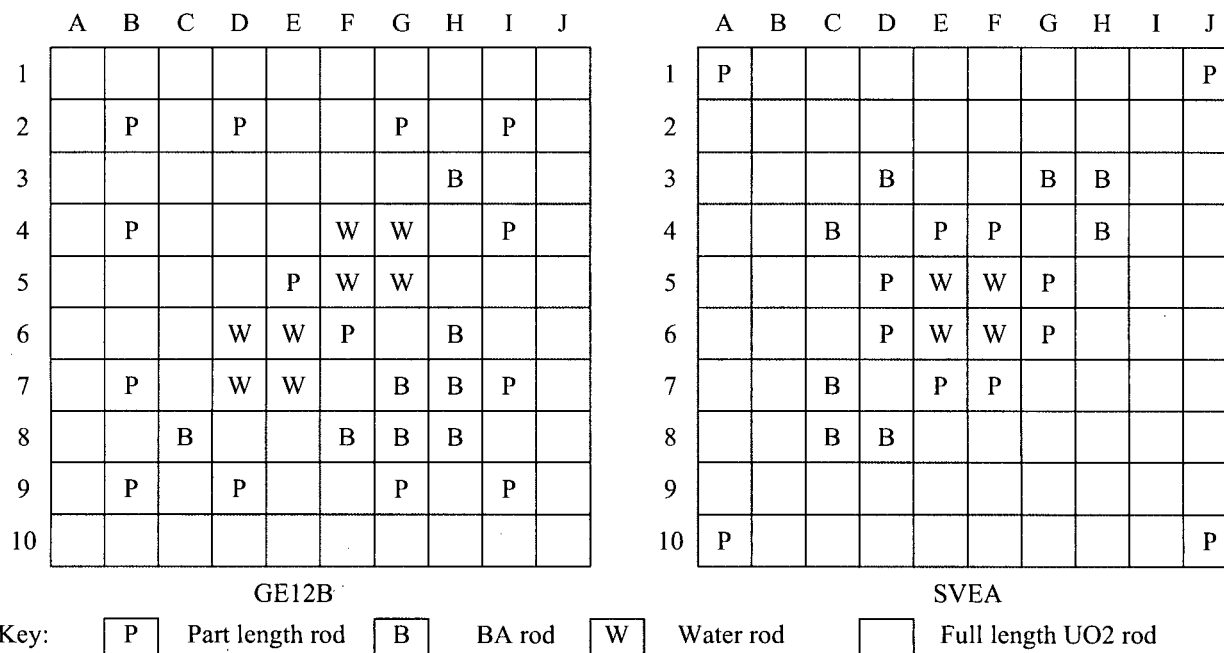 A B C D E F G H I J A B C D E F G H I J
1 1 P P
2 P P P P 2
3 B 3 B B B
4 P W W P 4 B P P B
5 P W W 5 P W W P
6 W W P B 6 P W W P
7 P W W B B P 7 B P P
8 B B B B 8 B B
9 P P P P 9
10 10 P P
GE12B SVEA
Key: P Part length rod B BA rod W Water rod Full length UO2 rod